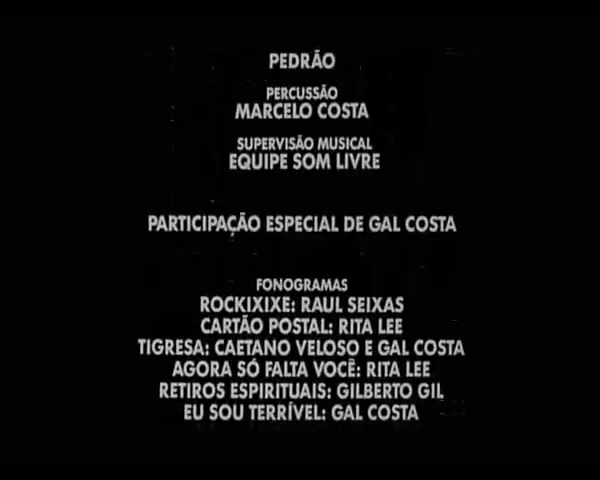 PEDRÃO
PERCUSSÃO
MARCELO COSTA
SUPERVISÃO MUSICAL
EQUIPE SOM LIVRE
PARTICIPAÇÃO ESPECIAL DE GAL COSTA
FONOGRAMAS
ROCKIXIXE: RAUL SEIXAS
CARTÃO POSTAL: RITA LEE
TIGRESA: CAETANO VELOSO E GAL COSTA
AGORA SÓ FALTA VOCÊ: RITA LEE
RETIROS ESPIRITUAIS: GILBERTO GIL
EU SOU TERRÍVEL: GAL COSTA